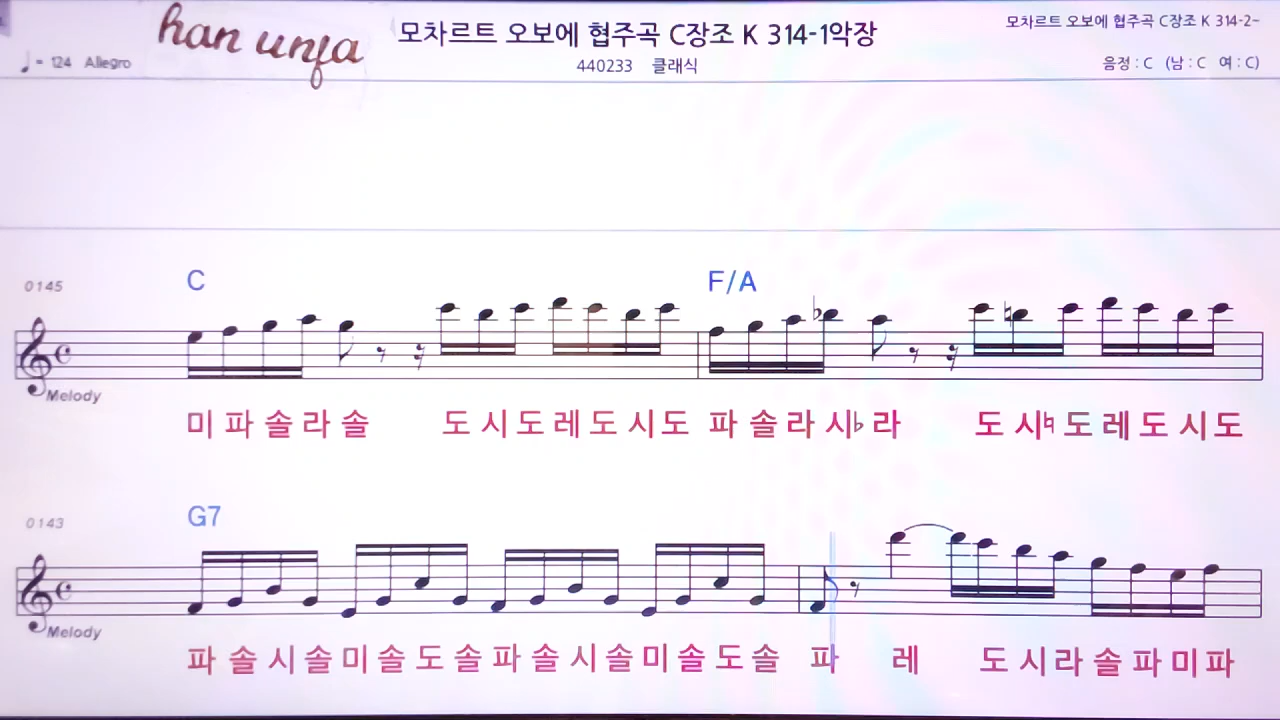 han unfa
모차르트 오보에 협주곡 C장조 K 314-1악장
모차르트 오보에 협주곡 C장조 K 314-2-
♩= 124 Allegro
440233 클래식
음정 : C (남 : C 여 : C)
0145
C F/A
Melody
미 파 솔 라 솔 도 시 도 레 도 시 도 파 솔 라 시♭ 라 도 시♮ 도 레 도 시 도
0143
G7
Melody
파 솔 시 솔 미 솔 도 솔 파 솔 시 솔 미 솔 도 솔 파 레 도 시 라 솔 파 미 파